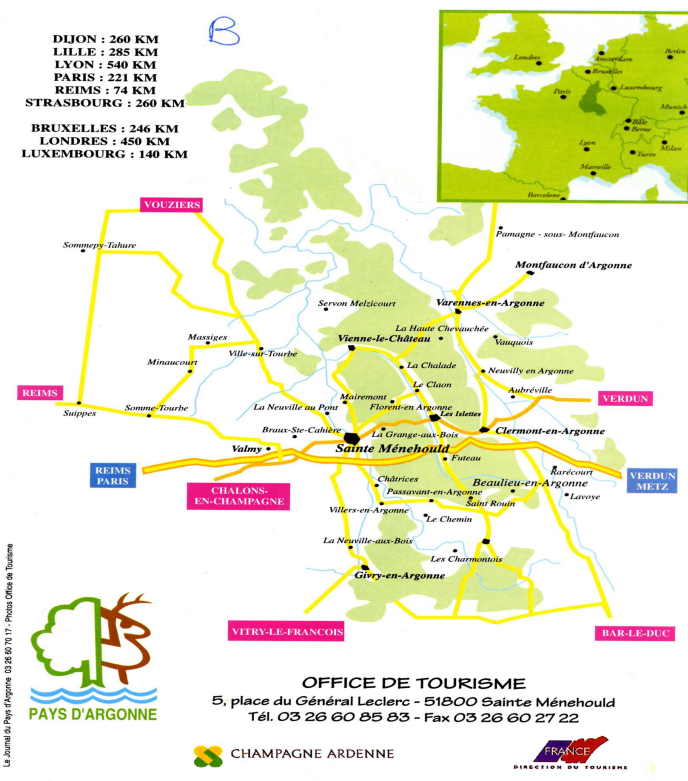 DIJON : 260 KM
LILLE : 285 KM
LYON : 540 KM
PARIS : 221 KM
REIMS : 74 KM
STRASBOURG : 260 KM
BRUXELLES : 246 KM
LONDRES : 450 KM
LUXEMBOURG : 140 KM
B
Londres
Amsterdam
Berlin
Bruxelles
Luxembourg
Paris
Munich
Bâle
Berne
Lyon
Milan
Turin
Marseille
Barcelone
VOUZIERS
Sommepy-Tahure
Pamagne - sous- Montfaucon
Montfaucon d'Argonne
Servon Melzicourt
Varennes-en-Argonne
La Haute Chevauchée
Massiges
Vienne-le-Château
Vauquois
Ville-sur-Tourbe
Minaucourt
La Chalade
Neuvilly en Argonne
Le Claon
Aubréville
REIMS
VERDUN
Mairemont
Suippes
Somme-Tourbe
La Neuville au Pont
Florent-en Argonne
Les Islettes
Braux-Ste-Cahière
La Grange-aux-Bois
Clermont-en-Argonne
Valmy
Sainte Ménehould
Futeau
REIMS
PARIS
Rarécourt
VERDUN
METZ
CHALONS-
EN-CHAMPAGNE
Châtrices
Beaulieu-en-Argonne
Passavant-en-Argonne
Lavoye
Saint Rouin
Villers-en-Argonne
Le Chemin
La Neuville-aux-Bois
Les Charmontois
Givry-en-Argonne
VITRY-LE-FRANCOIS
BAR-LE-DUC
Le Journal du Pays d'Argonne 03 26 60 70 17 - Photos Office de Tourisme
PAYS D'ARGONNE
OFFICE DE TOURISME
5, place du Général Leclerc - 51800 Sainte Ménehould
Tél. 03 26 60 85 83 - Fax 03 26 60 27 22
CHAMPAGNE ARDENNE
FRANCE
DIRECTION DU TOURISME